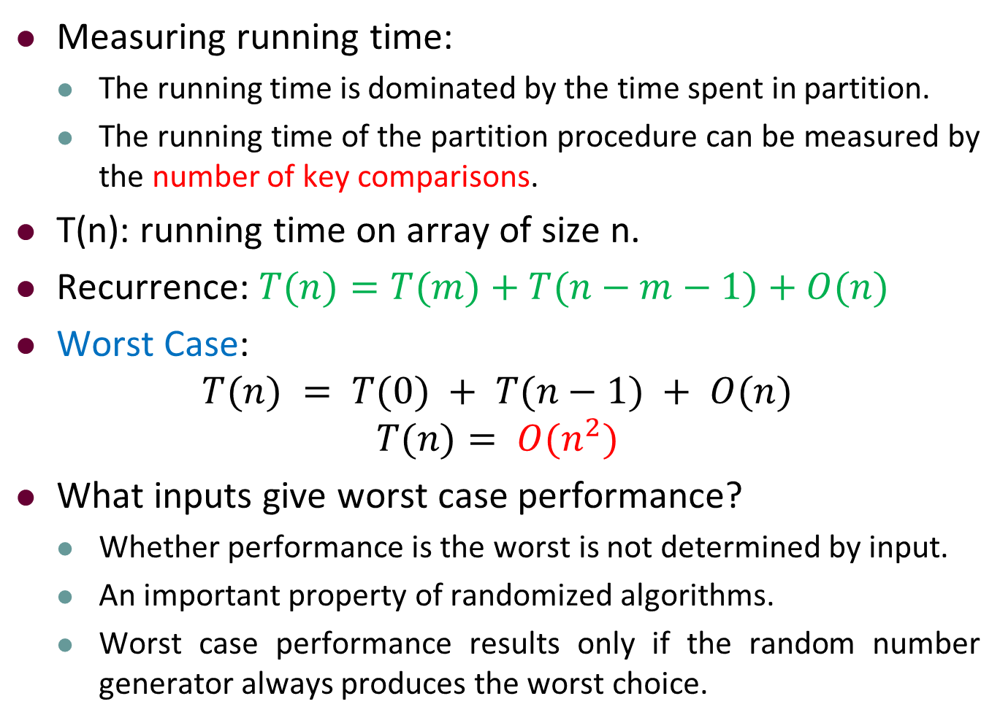 ● Measuring running time:
● The running time is dominated by the time spent in partition.
● The running time of the partition procedure can be measured by
the number of key comparisons.
● T(n): running time on array of size n.
● Recurrence: T(n) = T(m) + T(n − m − 1) + O(n)
● Worst Case:
T(n) = T(0) + T(n − 1) + O(n)
T(n) = O(n²)
● What inputs give worst case performance?
● Whether performance is the worst is not determined by input.
● An important property of randomized algorithms.
● Worst case performance results only if the random number
generator always produces the worst choice.